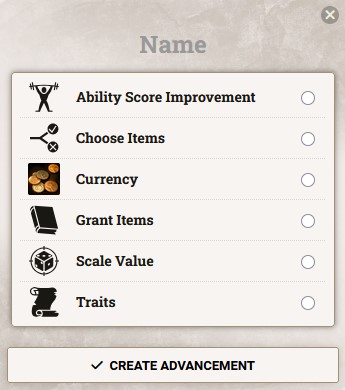 Name
Ability Score Improvement
Choose Items
Currency
Grant Items
Scale Value
Traits
CREATE ADVANCEMENT